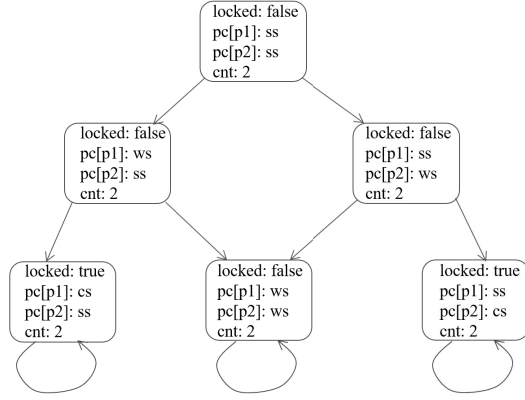 locked: false
pc[p1]: ss
pc[p2]: ss
cnt: 2
locked: false
pc[p1]: ws
pc[p2]: ss
cnt: 2
locked: false
pc[p1]: ss
pc[p2]: ws
cnt: 2
locked: true
pc[p1]: cs
pc[p2]: ss
cnt: 2
locked: false
pc[p1]: ws
pc[p2]: ws
cnt: 2
locked: true
pc[p1]: ss
pc[p2]: cs
cnt: 2